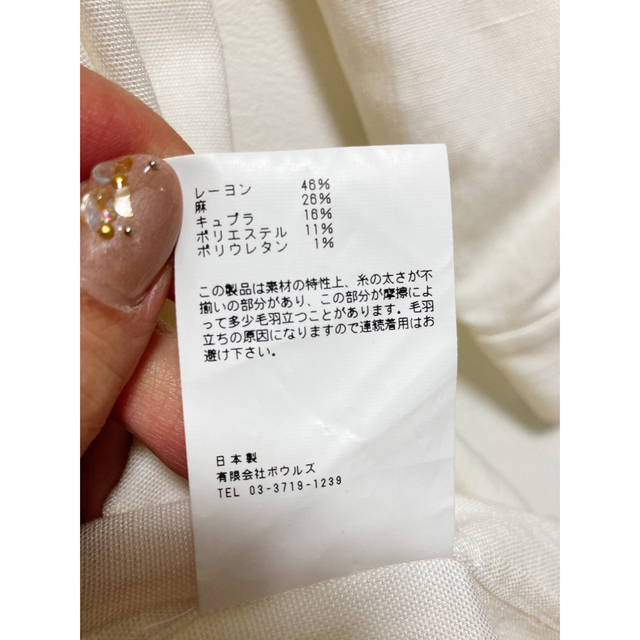 レーヨン 46%
麻 26%
キュプラ 16%
ポリエステル 11%
ポリウレタン 1%
この製品は素材の特性上、糸の太さが不
揃いの部分があり、この部分が摩擦によ
って多少毛羽立つことがあります。毛羽
立ちの原因になりますので連続着用はお
避け下さい。
日本製
有限会社ボウルズ
TEL 03-3719-1239